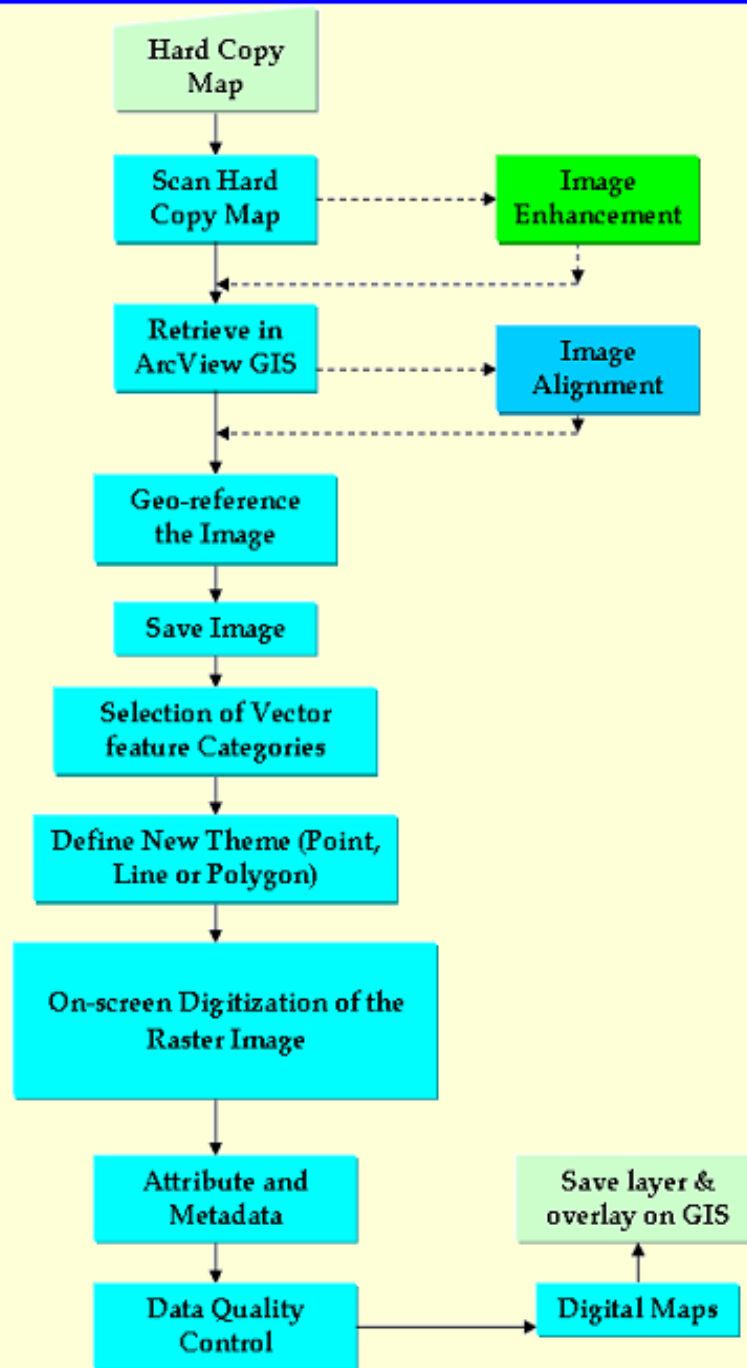 Hard Copy
Map
Scan Hard
Copy Map
Image
Enhancement
Retrieve in
ArcView GIS
Image
Alignment
Geo-reference
the Image
Save Image
Selection of Vector
feature Categories
Define New Theme (Point,
Line or Polygon)
On-screen Digitization of the
Raster Image
Attribute and
Metadata
Save layer &
overlay on GIS
Data Quality
Control
Digital Maps